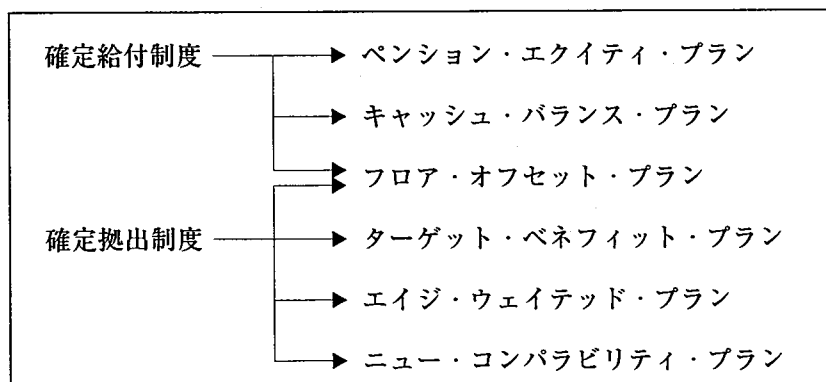 確定給付制度
ペンション・エクイティ・プラン
キャッシュ・バランス・プラン
フロア・オフセット・プラン
確定拠出制度
ターゲット・ベネフィット・プラン
エイジ・ウェイテッド・プラン
ニュー・コンパラビリティ・プラン